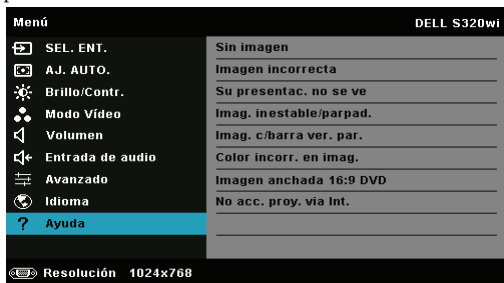 Menú DELL S320wi
SEL. ENT. Sin imagen
AJ. AUTO. Imagen incorrecta
Brillo/Contr. Su presentac. no se ve
Modo Vídeo Imag. inestable/parpad.
Volumen Imag. c/barra ver. par.
Entrada de audio Color incorr. en imag.
Avanzado Imagen anchada 16:9 DVD
Idioma No acc. proy. via Int.
? Ayuda
Resolución 1024x768